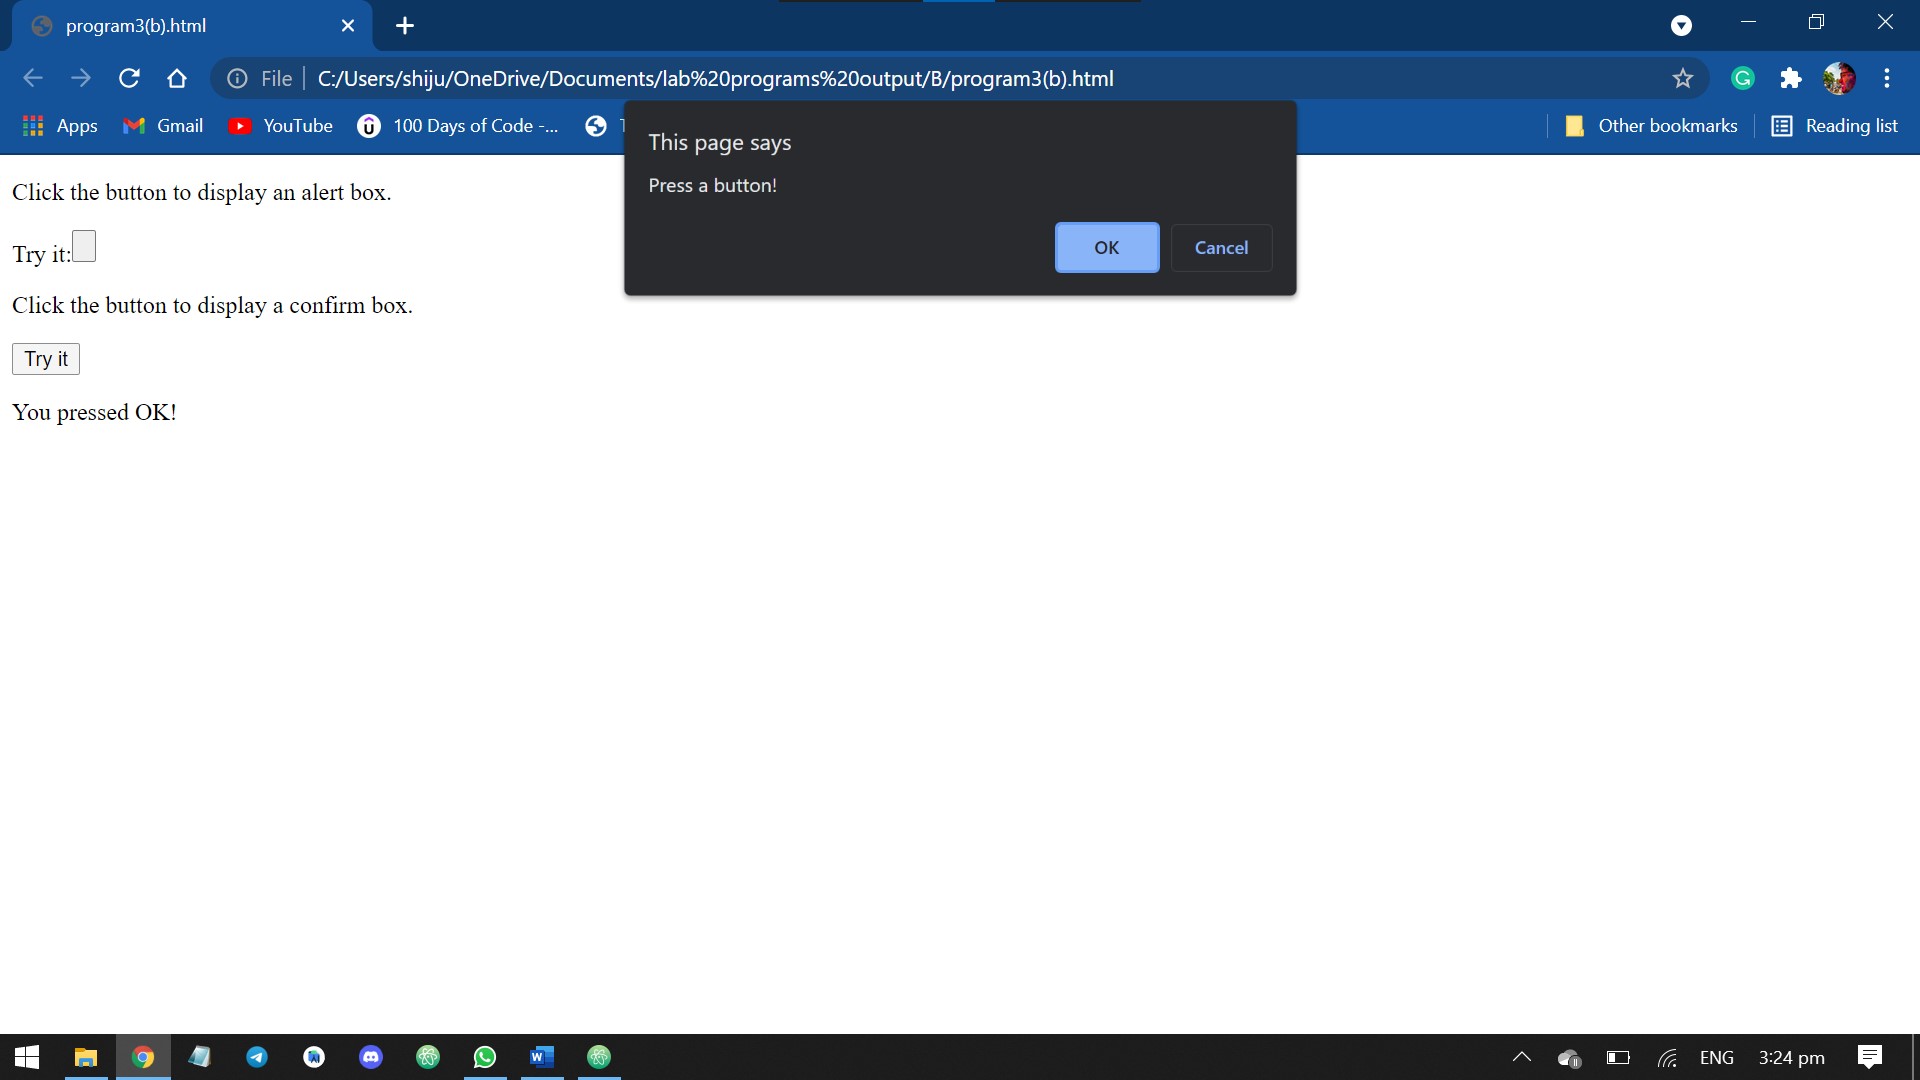 program3(b).html
File
C:/Users/shiju/OneDrive/Documents/lab%20programs%20output/B/program3(b).html
Apps
Gmail
YouTube
100 Days of Code -...
Other bookmarks
Reading list
This page says
Press a button!
OK
Cancel
Click the button to display an alert box.
Try it:
Click the button to display a confirm box.
Try it
You pressed OK!
ENG
3:24 pm